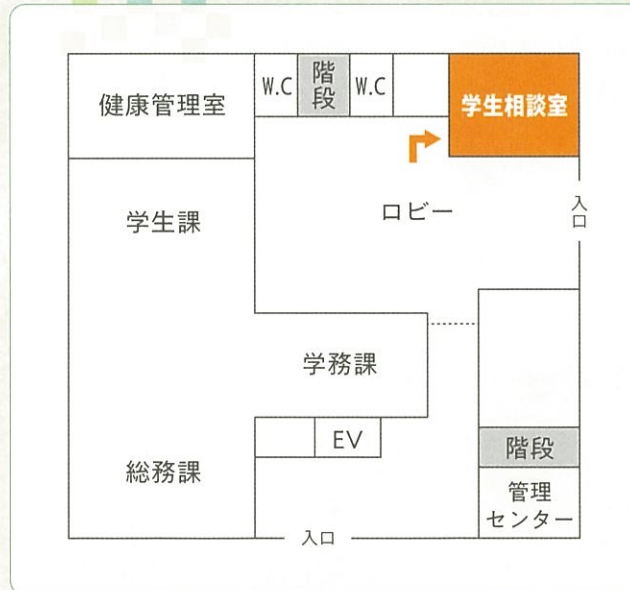 健康管理室
W.C
階段
W.C
学生相談室
学生課
ロビー
入口
学務課
EV
総務課
階段
管理
センター
入口